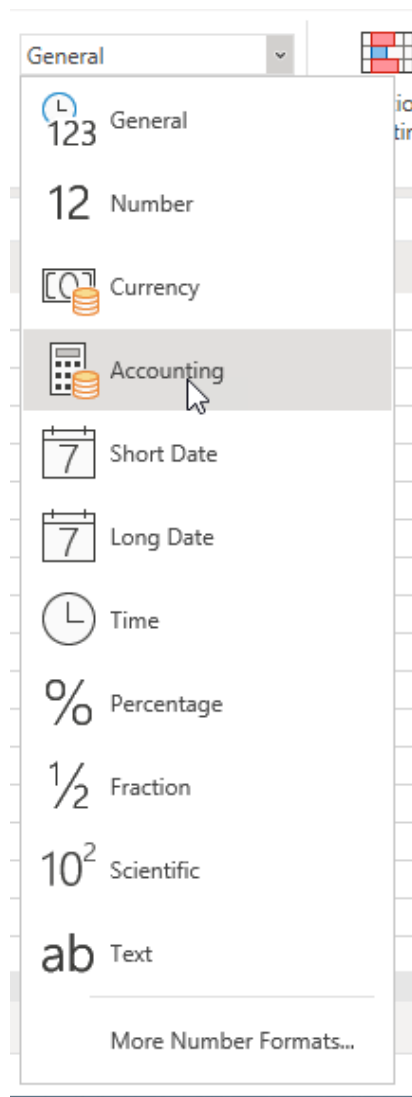 General
123 General
12 Number
Currency
Accounting
7 Short Date
7 Long Date
Time
% Percentage
½ Fraction
10² Scientific
ab Text
More Number Formats...